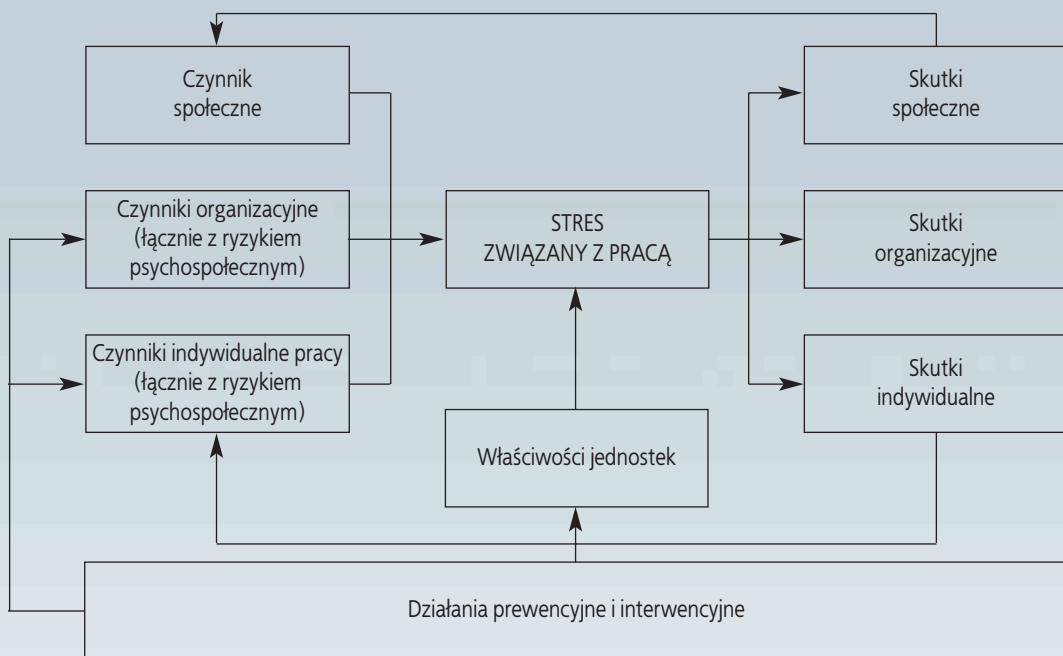 Czynnik
społeczne
Skutki
społeczne
Czynniki organizacyjne
(łącznie z ryzykiem
psychospołecznym)
STRES
ZWIĄZANY Z PRACĄ
Skutki
organizacyjne
Czynniki indywidualne pracy
(łącznie z ryzykiem
psychospołecznym)
Skutki
indywidualne
Właściwości jednostek
Działania prewencyjne i interwencyjne